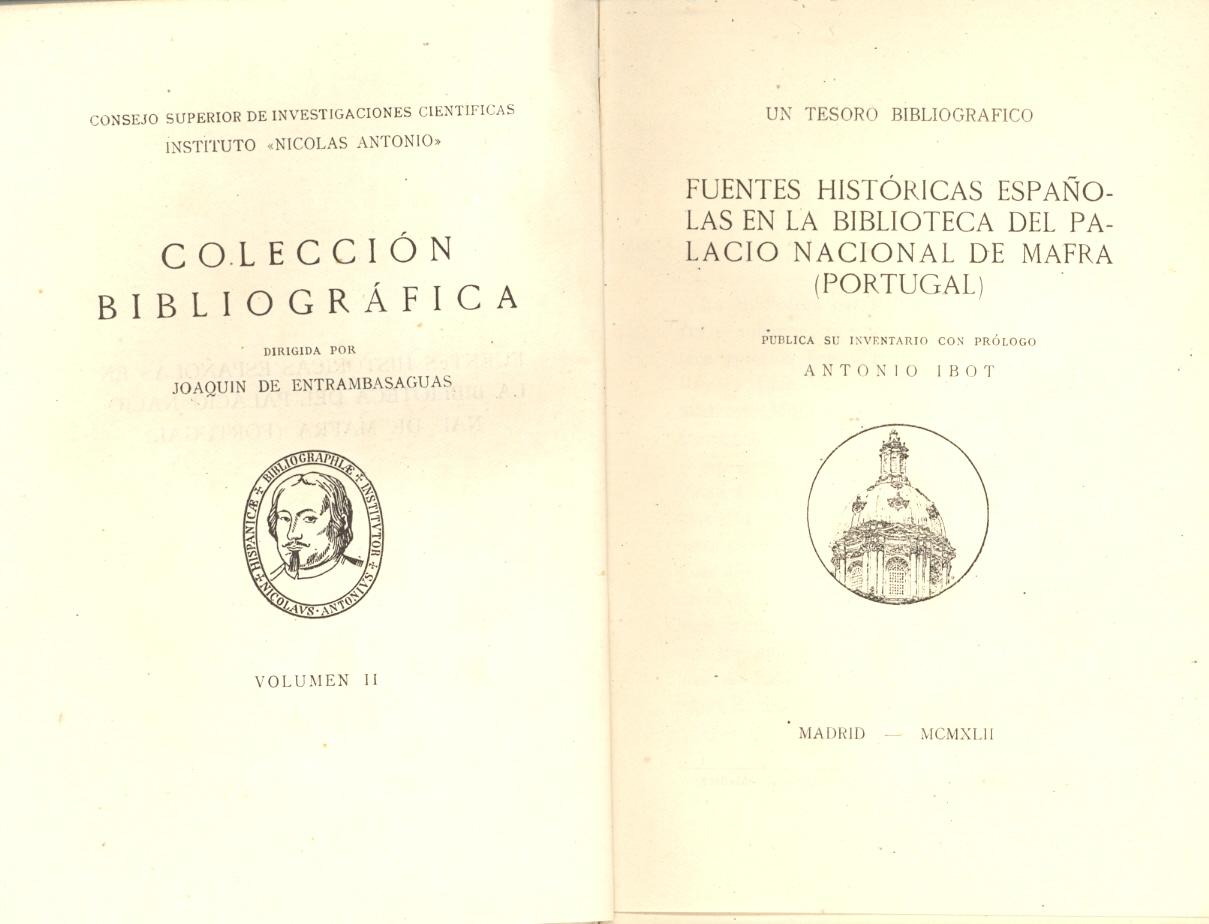 CONSEJO SUPERIOR DE INVESTIGACIONES CIENTIFICAS
INSTITUTO «NICOLAS ANTONIO»
COLECCIÓN
BIBLIOGRÁFICA
DIRIGIDA POR
JOAQUIN DE ENTRAMBASAGUAS
HISPANICÆ + BIBLIOGRAPHIÆ + INSTITVTOR + NICOLAVS · ANTONIVS
VOLUMEN II
UN TESORO BIBLIOGRAFICO
FUENTES HISTÓRICAS ESPAÑO-
LAS EN LA BIBLIOTECA DEL PA-
LACIO NACIONAL DE MAFRA
(PORTUGAL)
PUBLICA SU INVENTARIO CON PRÓLOGO
ANTONIO IBOT
MADRID — MCMXLII